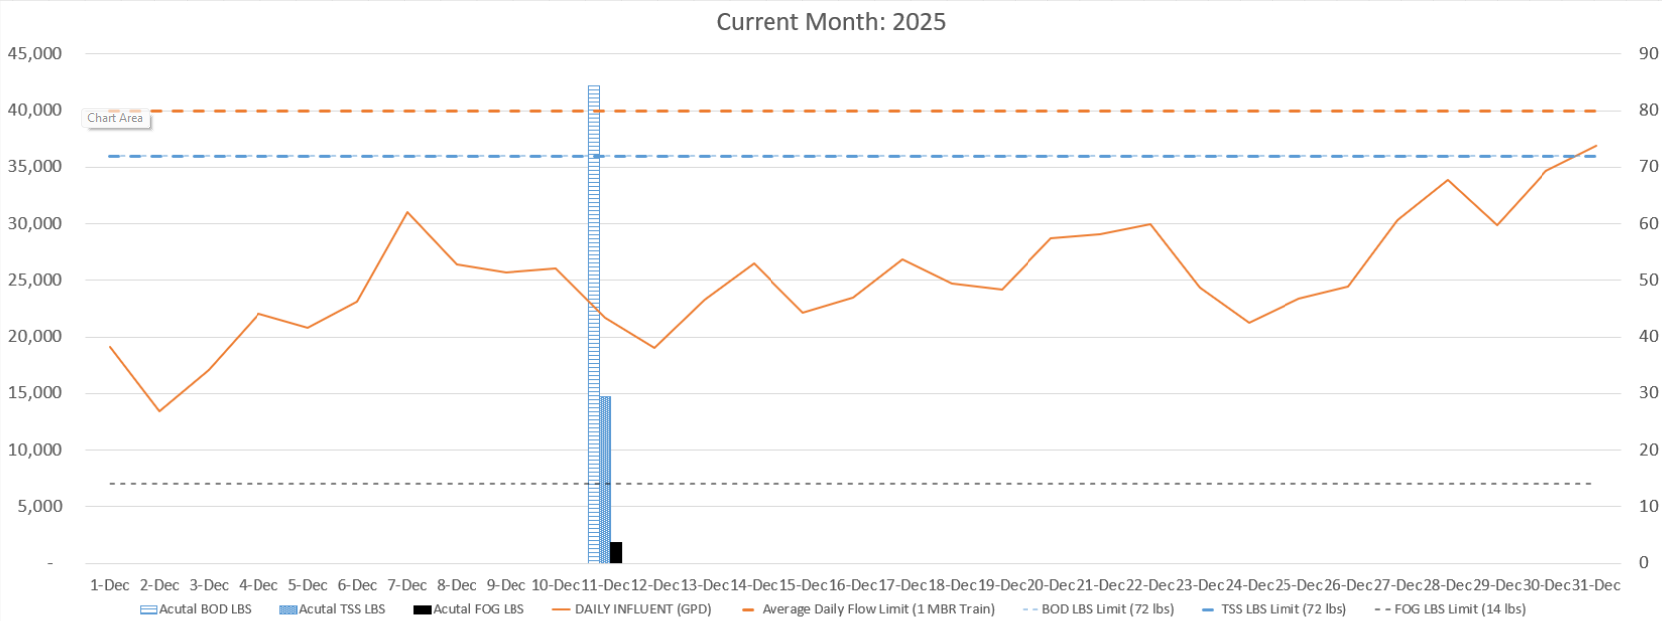 Current Month: 2025
45,000 90
40,000 80
Chart Area
35,000 70
30,000 60
25,000 50
20,000 40
15,000 30
10,000 20
5,000 10
- 0
1-Dec 2-Dec 3-Dec 4-Dec 5-Dec 6-Dec 7-Dec 8-Dec 9-Dec 10-Dec 11-Dec 12-Dec 13-Dec 14-Dec 15-Dec 16-Dec 17-Dec 18-Dec 19-Dec 20-Dec 21-Dec 22-Dec 23-Dec 24-Dec 25-Dec 26-Dec 27-Dec 28-Dec 29-Dec 30-Dec 31-Dec
Acutal BOD LBS Acutal TSS LBS Acutal FOG LBS DAILY INFLUENT (GPD) Average Daily Flow Limit (1 MBR Train) BOD LBS Limit (72 lbs) TSS LBS Limit (72 lbs) FOG LBS Limit (14 lbs)